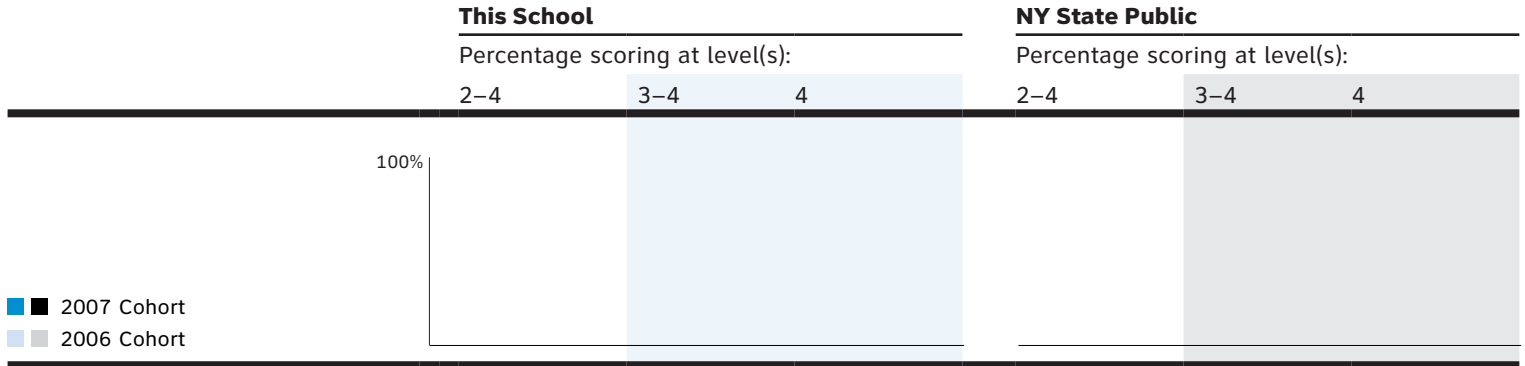 This School NY State Public
Percentage scoring at level(s): Percentage scoring at level(s):
2–4 3–4 4 2–4 3–4 4
100%
2007 Cohort
2006 Cohort